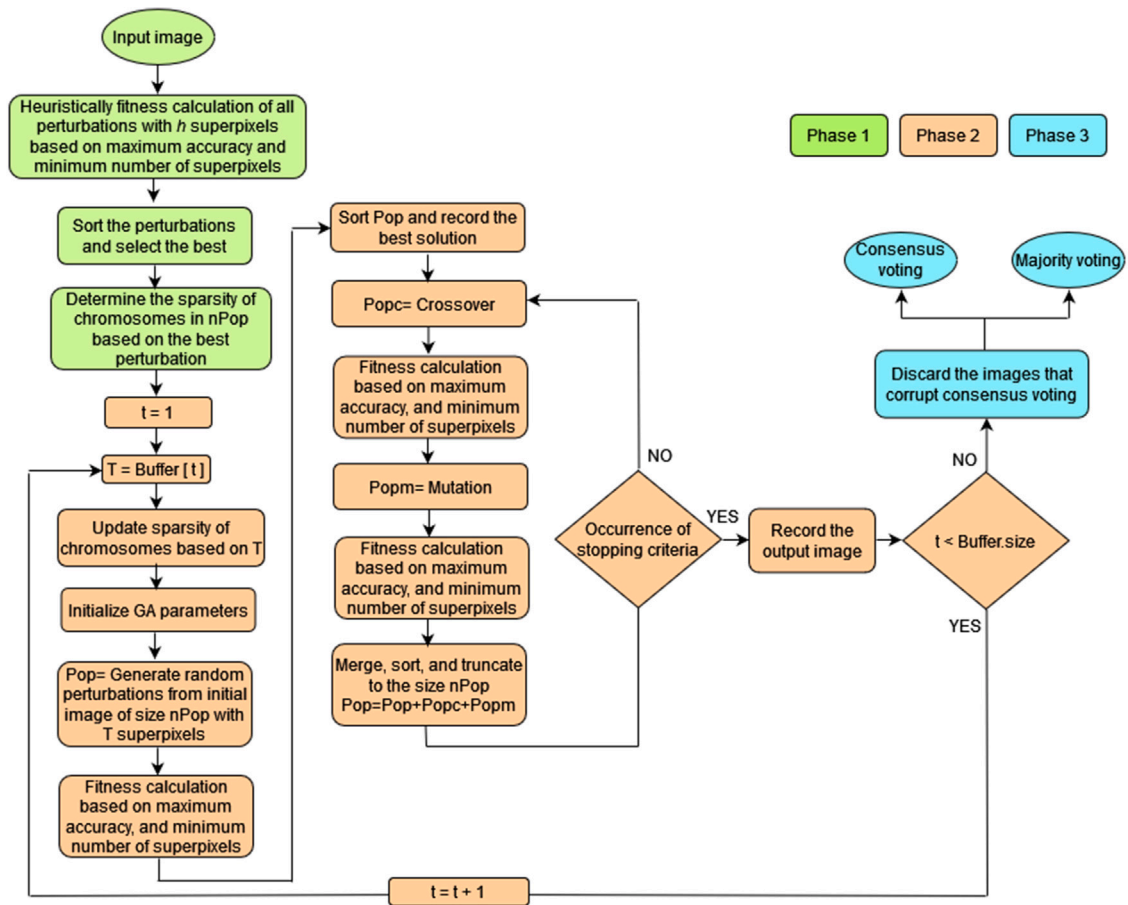 Input image
Heuristically fitness calculation of all
perturbations with h superpixels
based on maximum accuracy and
minimum number of superpixels
Sort the perturbations
and select the best
Determine the sparsity of
chromosomes in nPop
based on the best
perturbation
t = 1
T = Buffer [ t ]
Update sparsity of
chromosomes based on T
Initialize GA parameters
Pop= Generate random
perturbations from initial
image of size nPop with
T superpixels
Fitness calculation
based on maximum
accuracy, and minimum
number of superpixels
Sort Pop and record the
best solution
Popc= Crossover
Fitness calculation
based on maximum
accuracy, and minimum
number of superpixels
Popm= Mutation
Fitness calculation
based on maximum
accuracy, and minimum
number of superpixels
Merge, sort, and truncate
to the size nPop
Pop=Pop+Popc+Popm
NO
Occurrence of
stopping criteria
YES
Record the
output image
t < Buffer.size
NO
YES
t = t + 1
Discard the images that
corrupt consensus voting
Consensus
voting
Majority voting
Phase 1
Phase 2
Phase 3